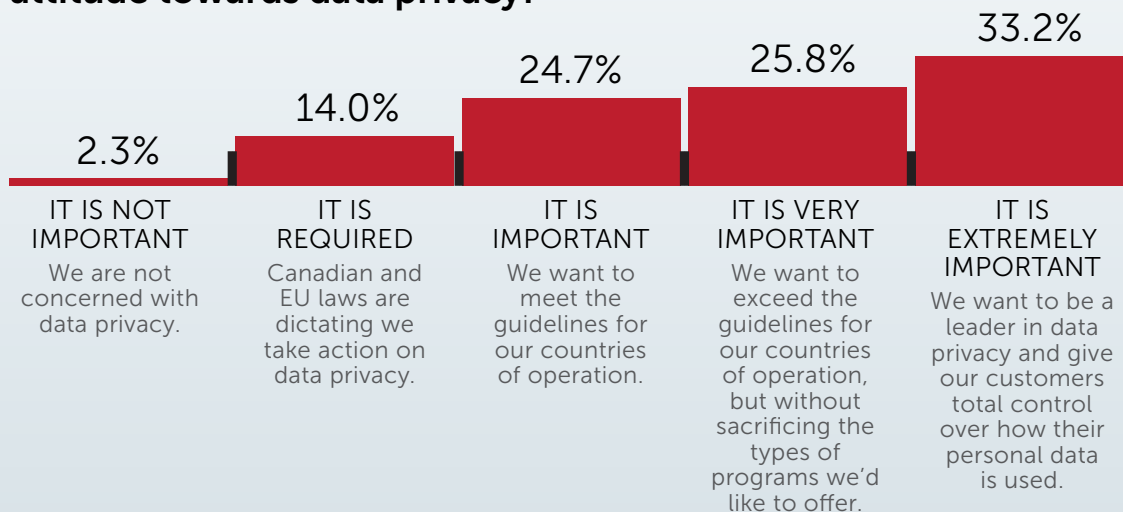 attitude towards data privacy?
2.3%
14.0%
24.7%
25.8%
33.2%
IT IS NOT
IMPORTANT
We are not
concerned with
data privacy.
IT IS
REQUIRED
Canadian and
EU laws are
dictating we
take action on
data privacy.
IT IS
IMPORTANT
We want to
meet the
guidelines for
our countries
of operation.
IT IS VERY
IMPORTANT
We want to
exceed the
guidelines for
our countries
of operation,
but without
sacrificing the
types of
programs we’d
like to offer.
IT IS
EXTREMELY
IMPORTANT
We want to be a
leader in data
privacy and give
our customers
total control
over how their
personal data
is used.